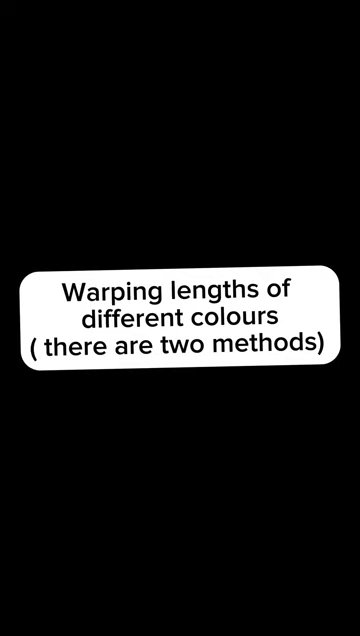 Warping lengths of
different colours
( there are two methods)